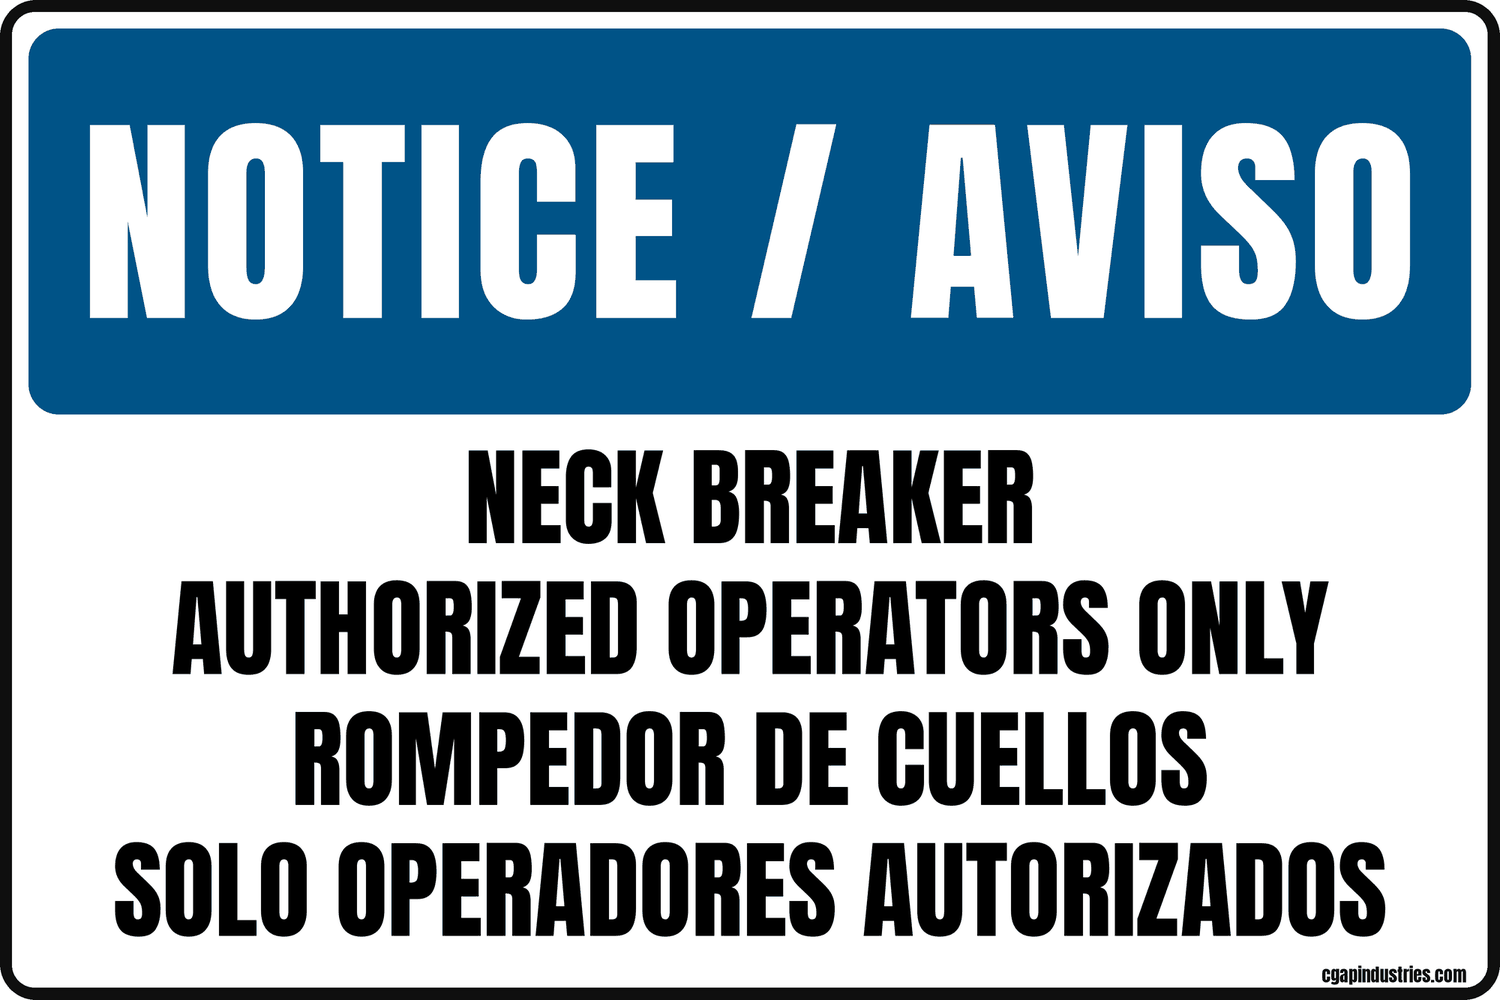 NOTICE / AVISO
NECK BREAKER
AUTHORIZED OPERATORS ONLY
ROMPEDOR DE CUELLOS
SOLO OPERADORES AUTORIZADOS
cgapindustries.com